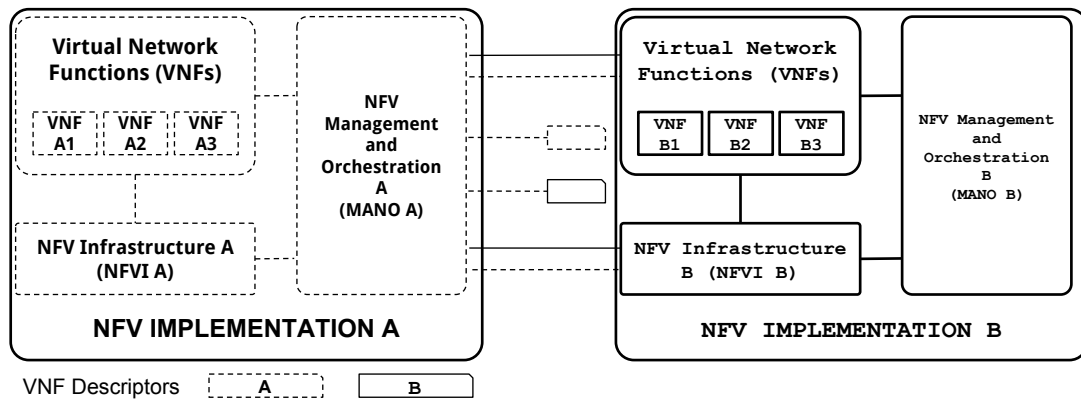 Virtual Network
Functions (VNFs)
VNF
A1
VNF
A2
VNF
A3
NFV
Management
and
Orchestration
A
(MANO A)
NFV Infrastructure A
(NFVI A)
NFV IMPLEMENTATION A
Virtual Network
Functions (VNFs)
VNF
B1
VNF
B2
VNF
B3
NFV Management
and
Orchestration
B
(MANO B)
NFV Infrastructure
B (NFVI B)
NFV IMPLEMENTATION B
VNF Descriptors
A
B